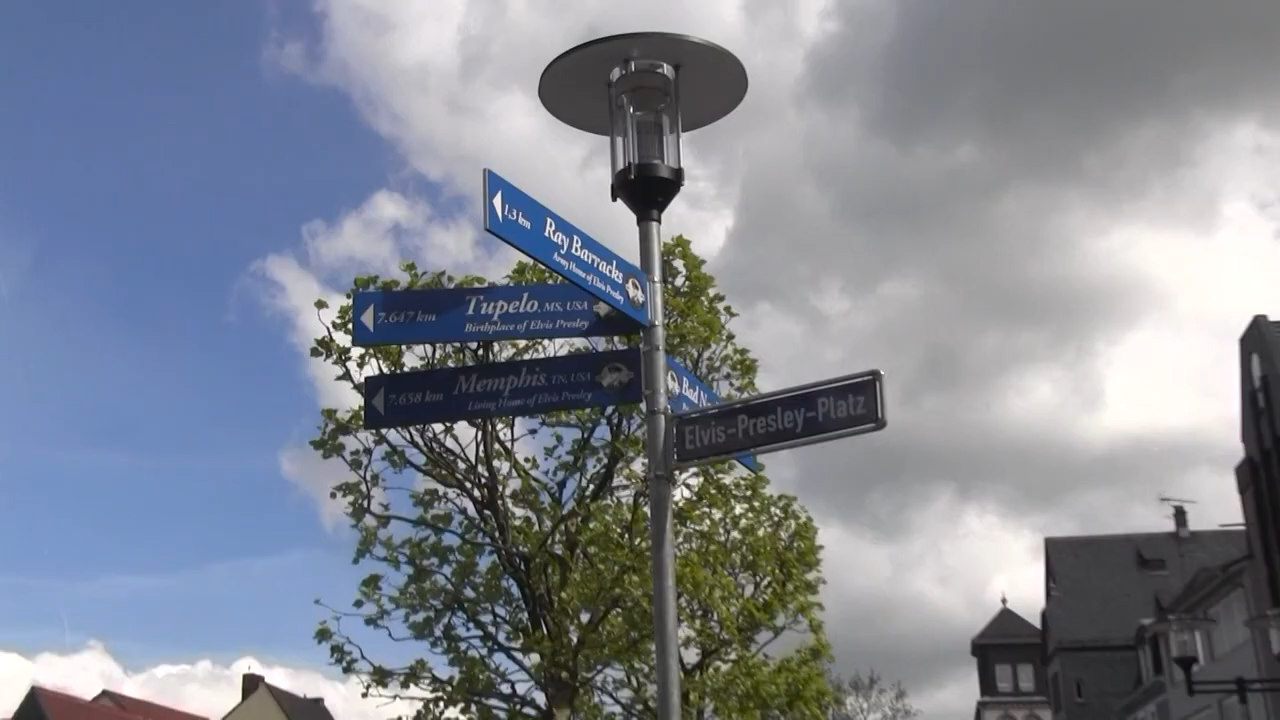 1,3 km Ray Barracks
Army Home of Elvis Presley
7.647 km Tupelo, MS, USA
Birthplace of Elvis Presley
7.658 km Memphis, TN, USA
Living Home of Elvis Presley
Bad
Elvis-Presley-Platz